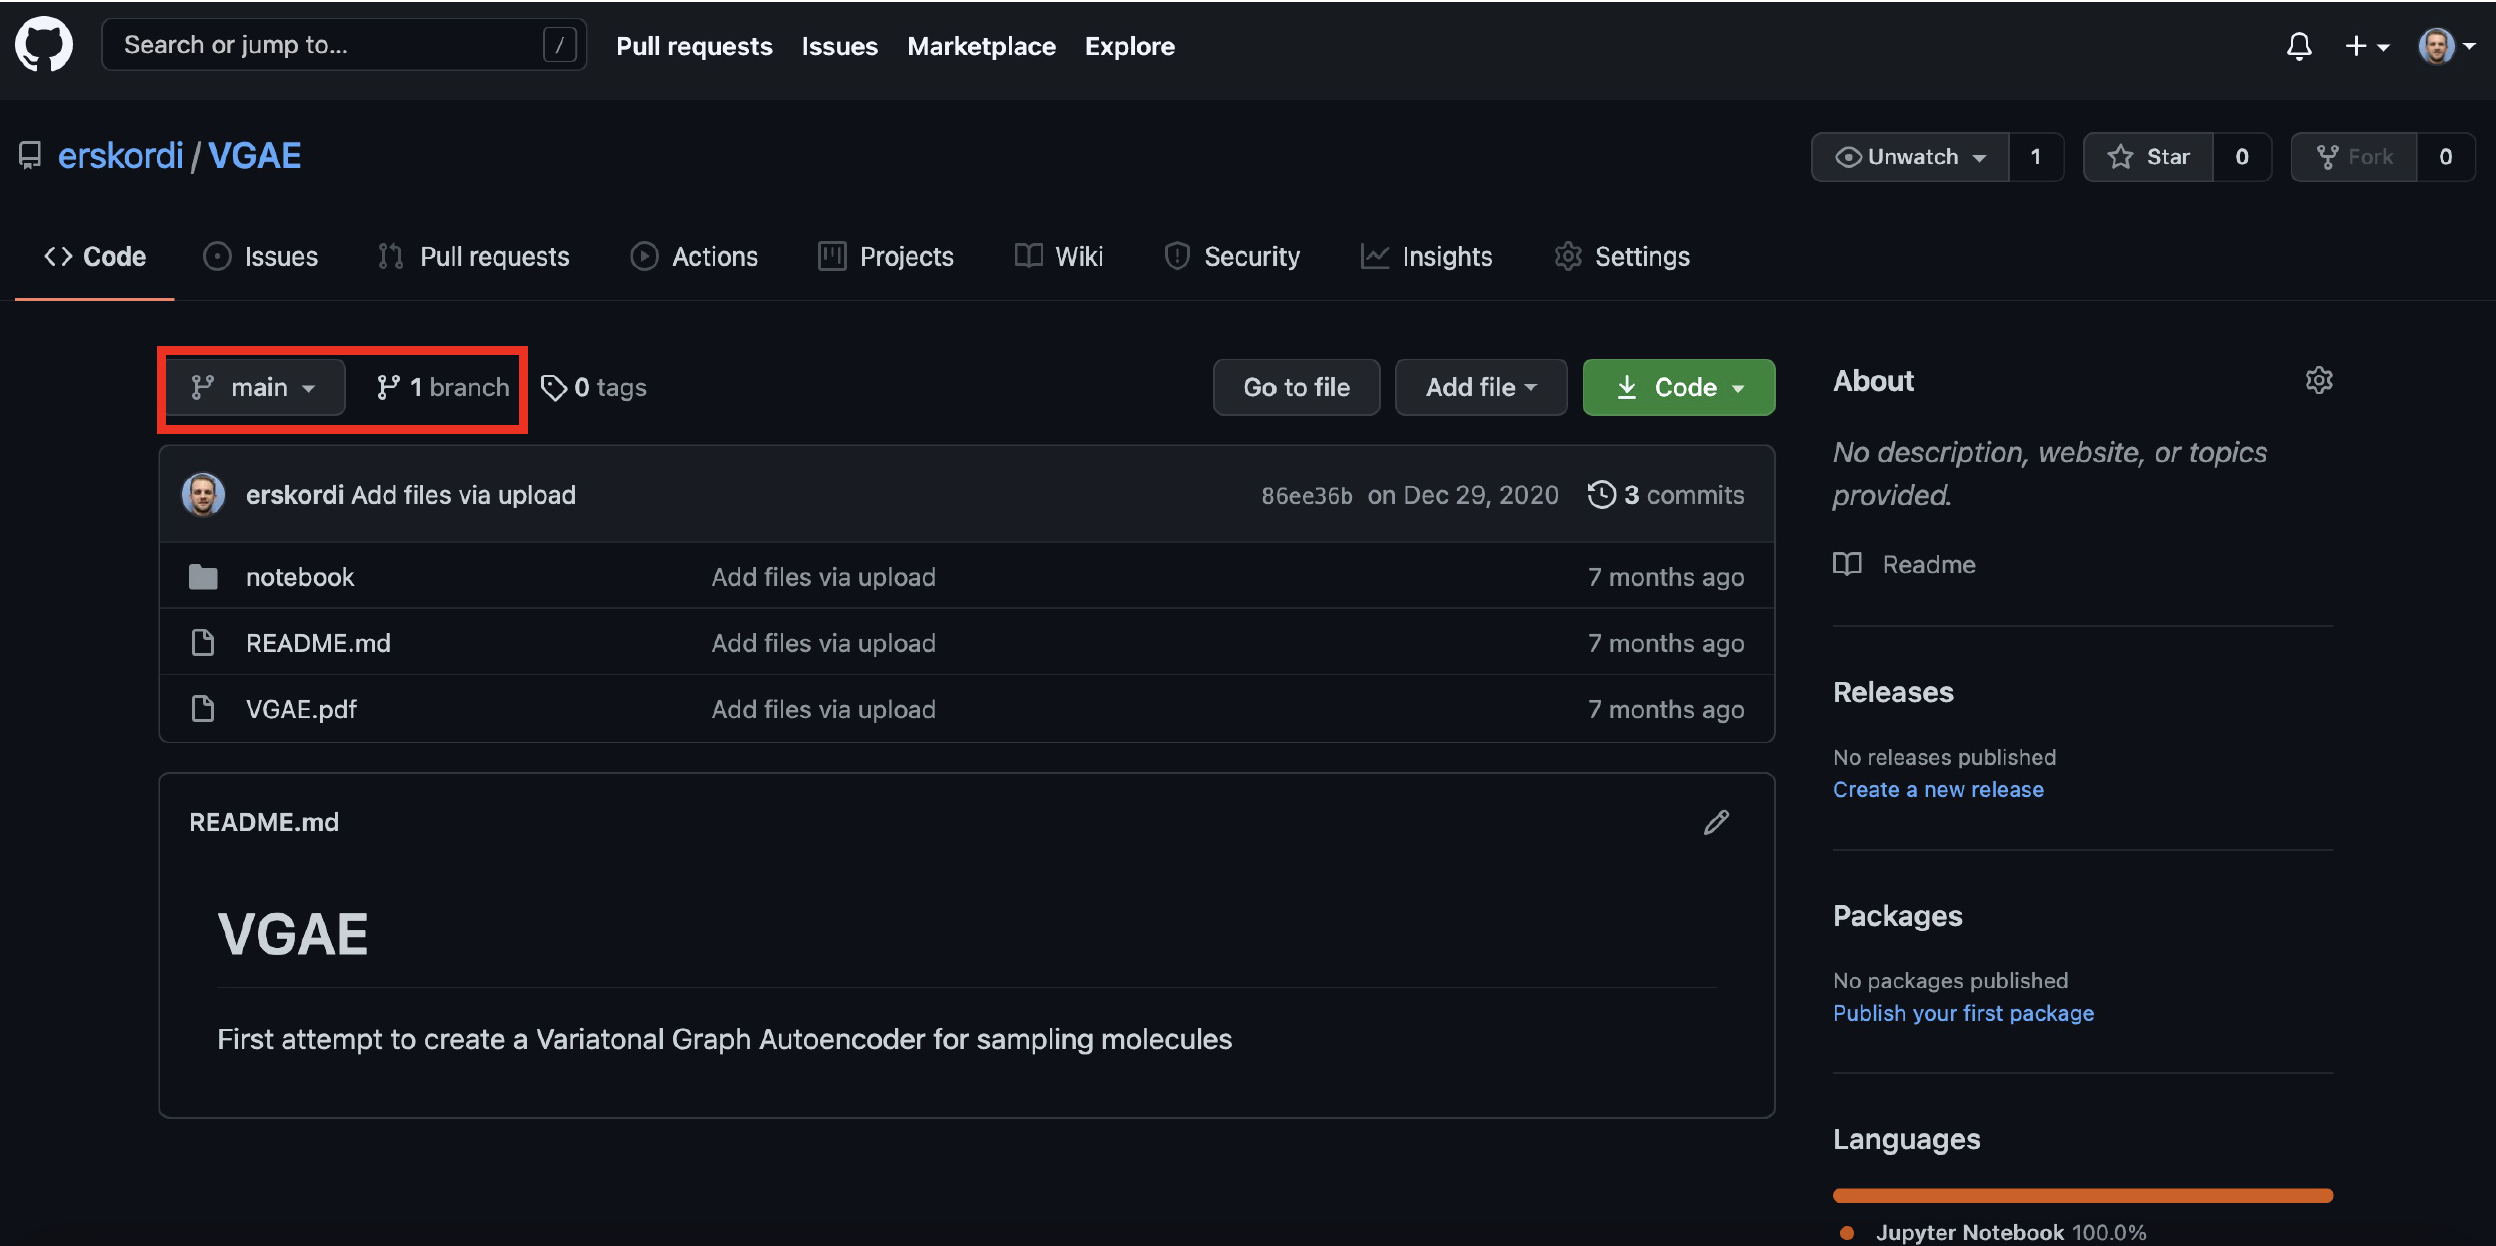 Search or jump to... / Pull requests Issues Marketplace Explore
erskordi / VGAE Unwatch 1 Star 0 Fork 0
Code Issues Pull requests Actions Projects Wiki Security Insights Settings
main 1 branch 0 tags Go to file Add file Code
erskordi Add files via upload 86ee36b on Dec 29, 2020 3 commits
notebook Add files via upload 7 months ago
README.md Add files via upload 7 months ago
VGAE.pdf Add files via upload 7 months ago
README.md
VGAE
First attempt to create a Variatonal Graph Autoencoder for sampling molecules
About
No description, website, or topics
provided.
Readme
Releases
No releases published
Create a new release
Packages
No packages published
Publish your first package
Languages
Jupyter Notebook 100.0%